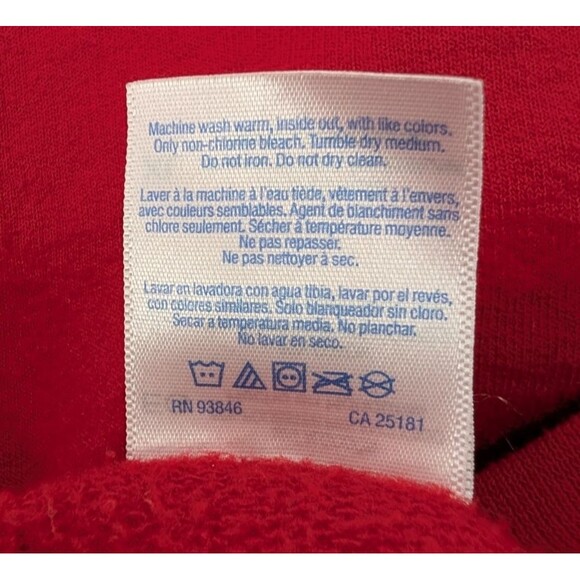 Machine wash warm, inside out, with like colors.
Only non-chlorine bleach. Tumble dry medium.
Do not iron. Do not dry clean.
Laver à la machine à l'eau tiède, vêtement à l'envers,
avec couleurs semblables. Agent de blanchiment sans
chlore seulement. Sécher à température moyenne.
Ne pas repasser.
Ne pas nettoyer à sec.
Lavar en lavadora con agua tibia, lavar por el revés,
con colores similares. Solo blanqueador sin cloro.
Secar a temperatura media. No planchar.
No lavar en seco.
RN 93846 CA 25181